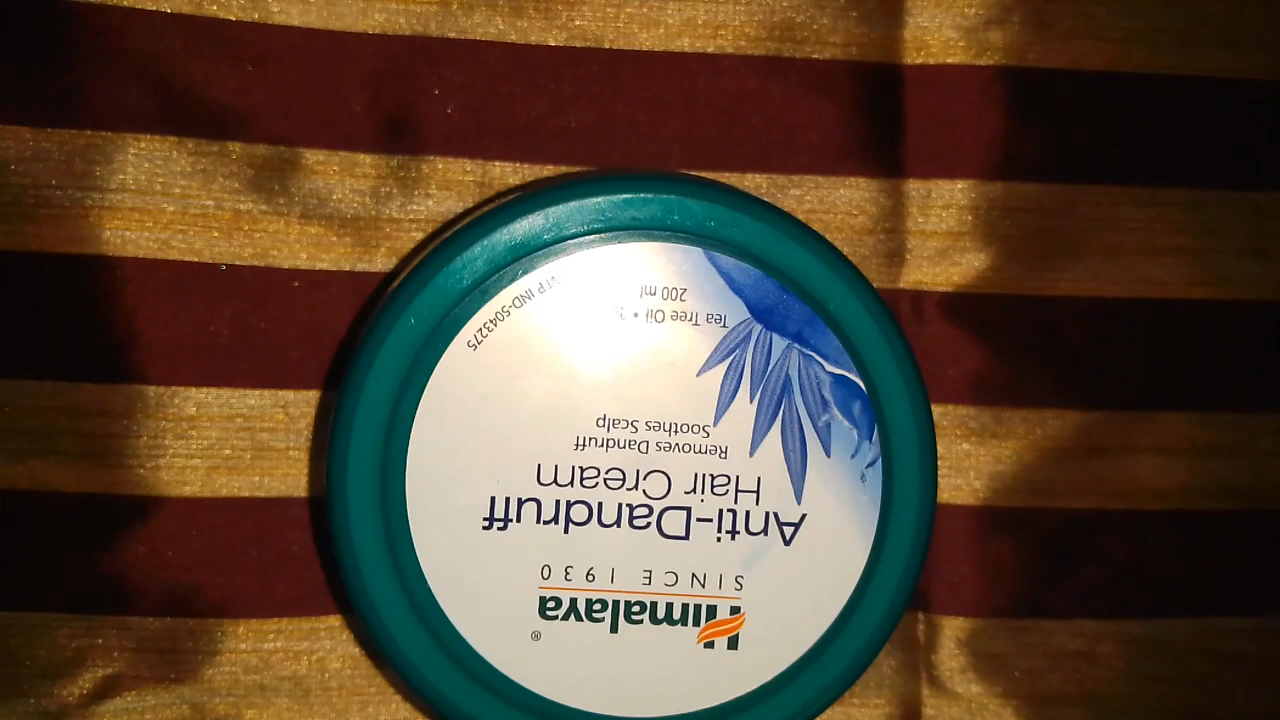 Himalaya®
SINCE 1930
Anti-Dandruff
Hair Cream
Removes Dandruff
Soothes Scalp
Tea Tree Oil •
200 ml
IND-5043275